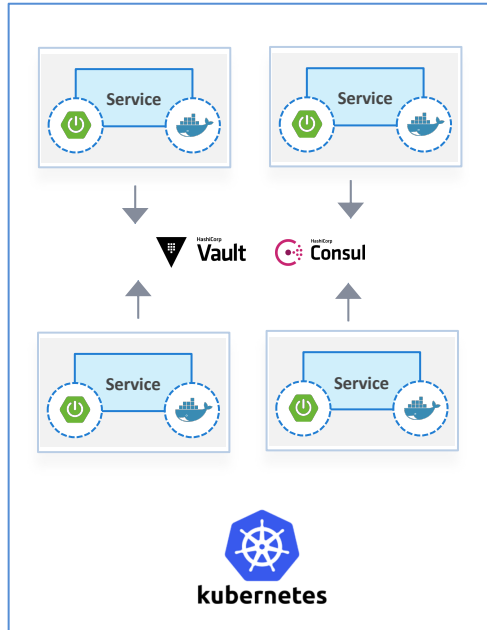 Service
Service
HashiCorp
Vault
HashiCorp
Consul
Service
Service
kubernetes